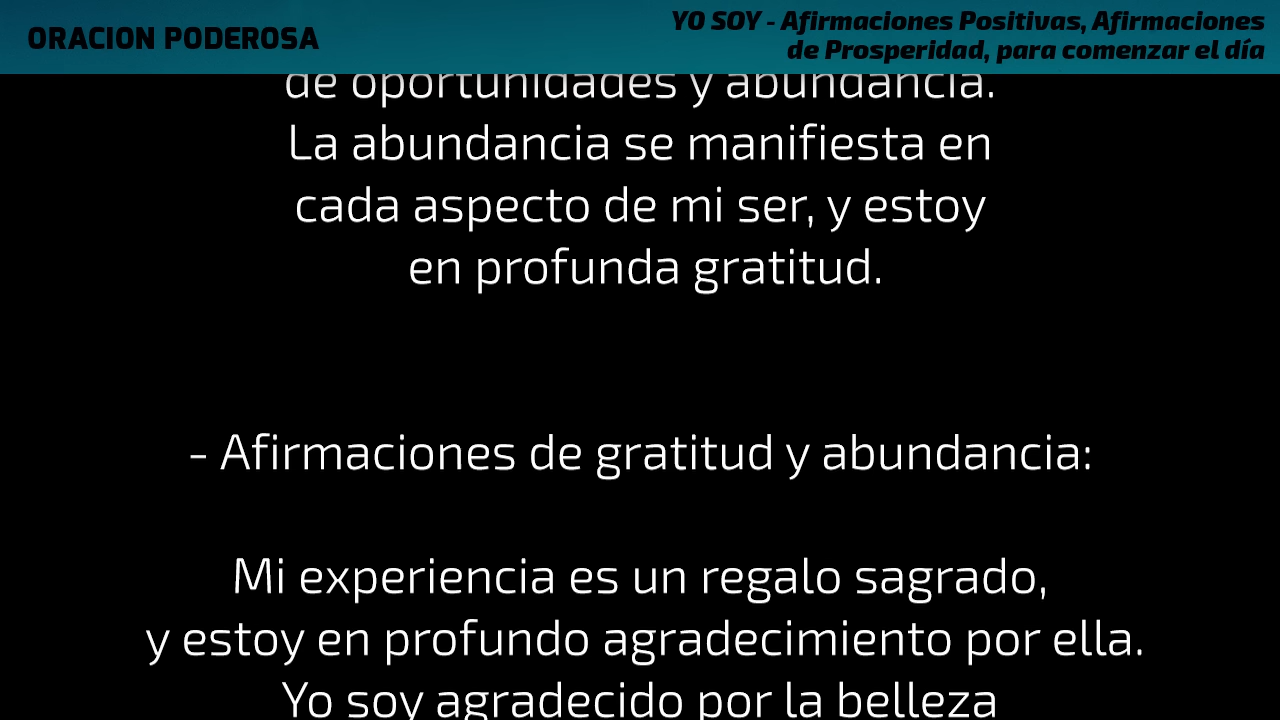 ORACION PODEROSA
YO SOY - Afirmaciones Positivas, Afirmaciones
de Prosperidad, para comenzar el día
de oportunidades y abundancia.
La abundancia se manifiesta en
cada aspecto de mi ser, y estoy
en profunda gratitud.
- Afirmaciones de gratitud y abundancia:
Mi experiencia es un regalo sagrado,
y estoy en profundo agradecimiento por ella.
Yo soy agradecido por la belleza